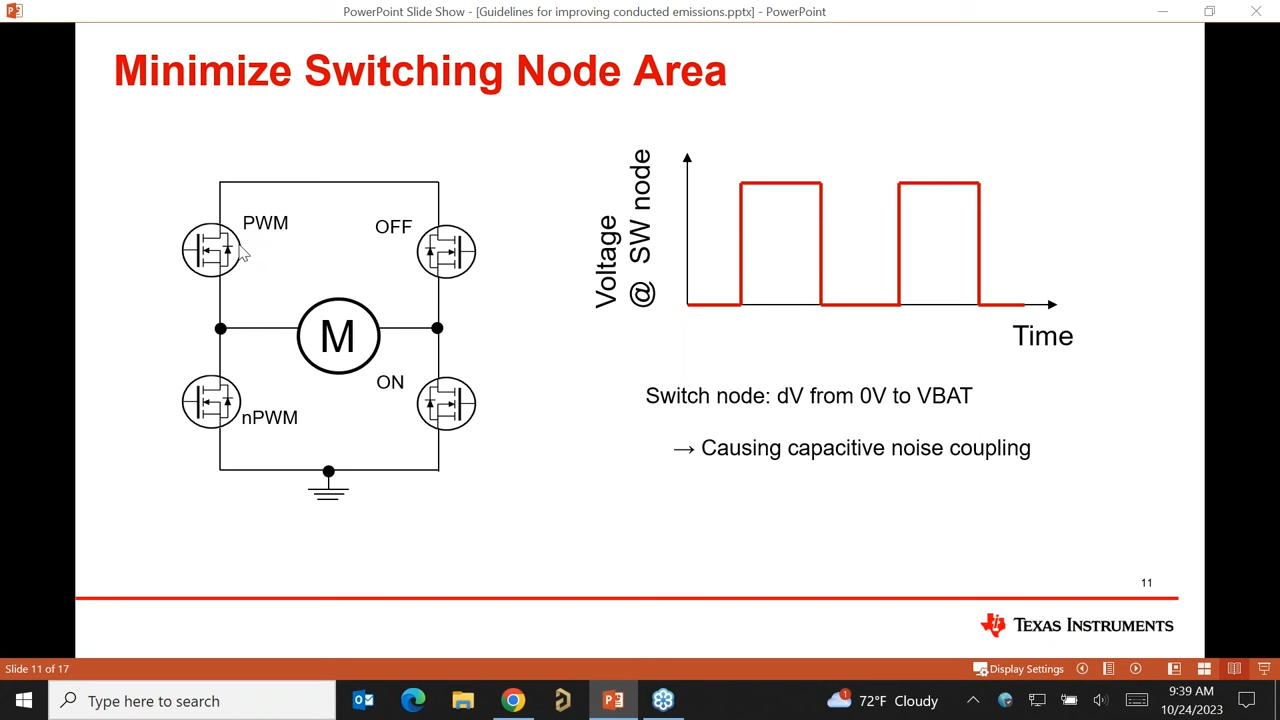 PowerPoint Slide Show - [Guidelines for improving conducted emissions.pptx] - PowerPoint
Minimize Switching Node Area
PWM
OFF
M
ON
nPWM
Voltage
@ SW node
Time
Switch node: dV from 0V to VBAT
→ Causing capacitive noise coupling
11
TEXAS INSTRUMENTS
Slide 11 of 17
Display Settings
Type here to search
1
72°F Cloudy
9:39 AM
10/24/2023